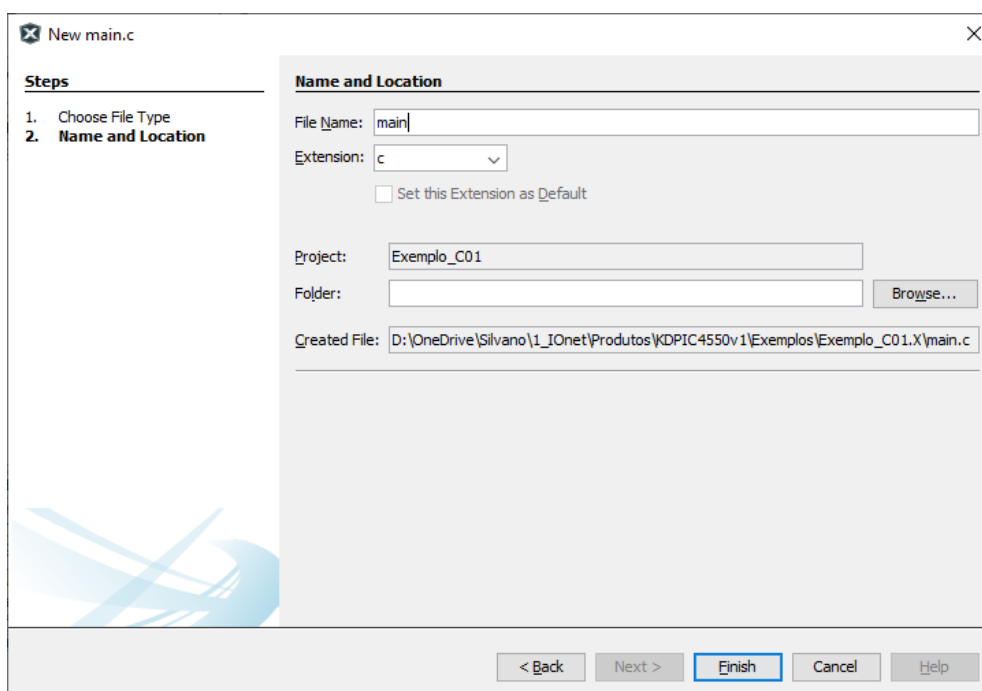 New main.c
Steps
1. Choose File Type
2. Name and Location
Name and Location
File Name: main
Extension: c
Set this Extension as Default
Project: Exemplo_C01
Folder: Browse...
Created File: D:\OneDrive\Silvano\1_IOnet\Produtos\KDPIC4550v1\Exemplos\Exemplo_C01.X\main.c
< Back Next > Finish Cancel Help